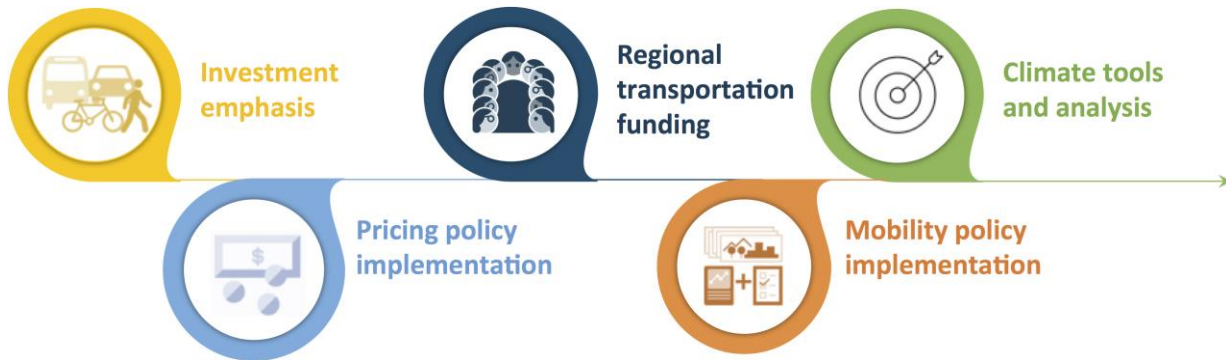 Investment
emphasis
Pricing policy
implementation
$
Regional
transportation
funding
Mobility policy
implementation
Climate tools
and analysis